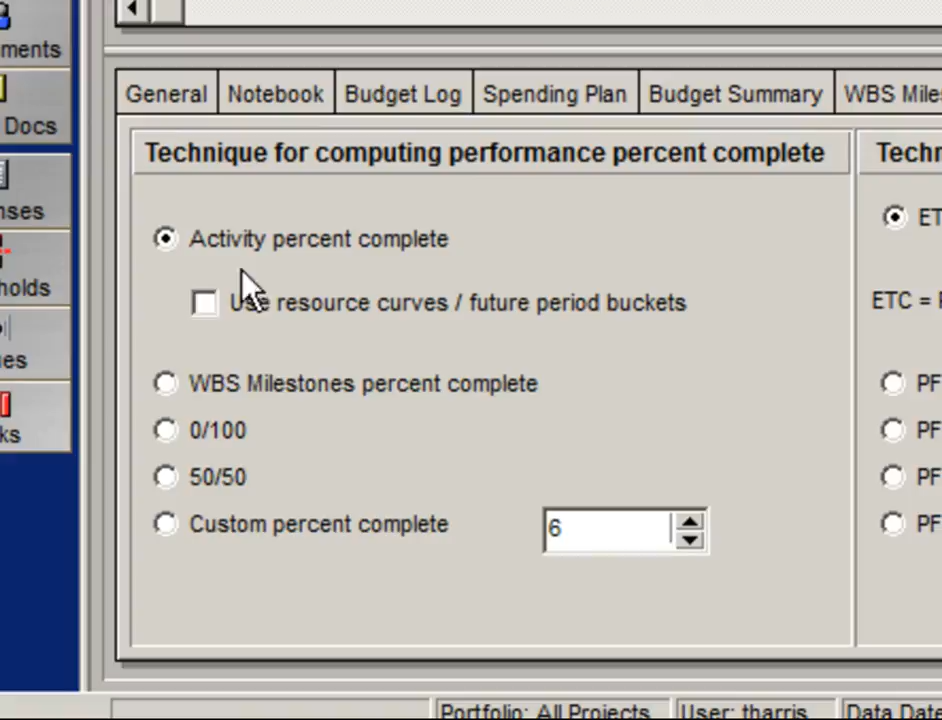 ments
Docs
nses
holds
ues
ks
General Notebook Budget Log Spending Plan Budget Summary WBS Miles
Technique for computing performance percent complete Techn
Activity percent complete ET
Use resource curves / future period buckets ETC = F
WBS Milestones percent complete PF
0/100 PF
50/50 PF
Custom percent complete 6 PF
Portfolio: All Projects User: tharris Data Date